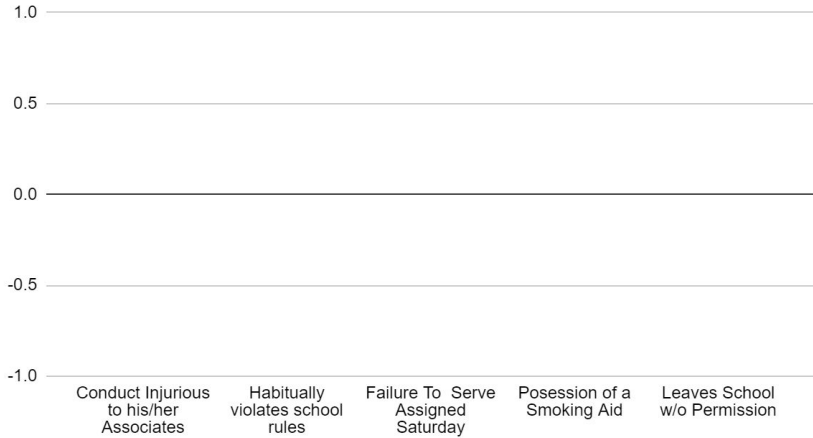 1.0
0.5
0.0
-0.5
-1.0
Conduct Injurious
to his/her
Associates
Habitually
violates school
rules
Failure To  Serve
Assigned
Saturday
Posession of a
Smoking Aid
Leaves School
w/o Permission